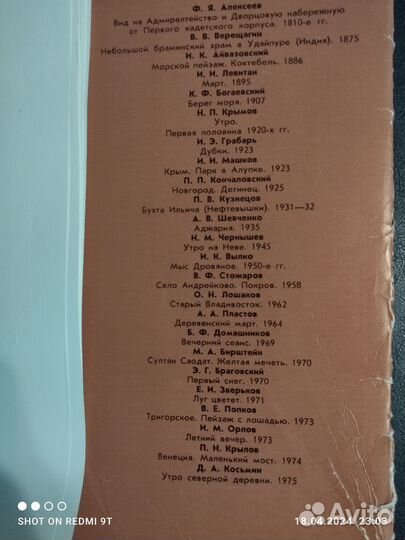 Ф. Я. Алексеев
Вид на Адмиралтейство и Дворцовую набережную
от Первого кадетского корпуса. 1810-е гг.
В. В. Верещагин
Небольшой браминский храм в Удайпуре (Индия). 1875
И. К. Айвазовский
Морской пейзаж. Коктебель. 1886
И. И. Левитан
Март. 1895
К. Ф. Богаевский
Берег моря. 1907
Н. П. Крымов
Утро.
Первая половина 1920-х гг.
И. Э. Грабарь
Дубки. 1923
И. И. Машков
Крым. Парк в Алупке. 1923
П. П. Кончаловский
Новгород. Детинец. 1925
П. В. Кузнецов
Бухта Ильича (Нефтевышки). 1931—32
А. В. Шевченко
Аджария. 1935
Н. М. Чернышев
Утро на Неве. 1945
И. К. Вылко
Мыс Дровяное. 1950-е гг.
В. Ф. Стожаров
Село Андрейково. Покров. 1958
О. Н. Лошаков
Старый Владивосток. 1962
А. А. Пластов
Деревенский март. 1964
Б. Ф. Домашников
Вечерний сеанс. 1969
М. А. Бирштейн
Султан Саодат. Желтая мечеть. 1970
Э. Г. Браговский
Первый снег. 1970
Е. И. Зверьков
Луг цветет. 1971
В. Е. Попков
Тригорское. Пейзаж с лошадью. 1973
И. М. Орлов
Летний вечер. 1973
П. Н. Крылов
Венеция. Маленький мост. 1974
Д. А. Косьмин
Утро северной деревни. 1975
SHOT ON REDMI 9T
18.04.2024 23:03
Avito